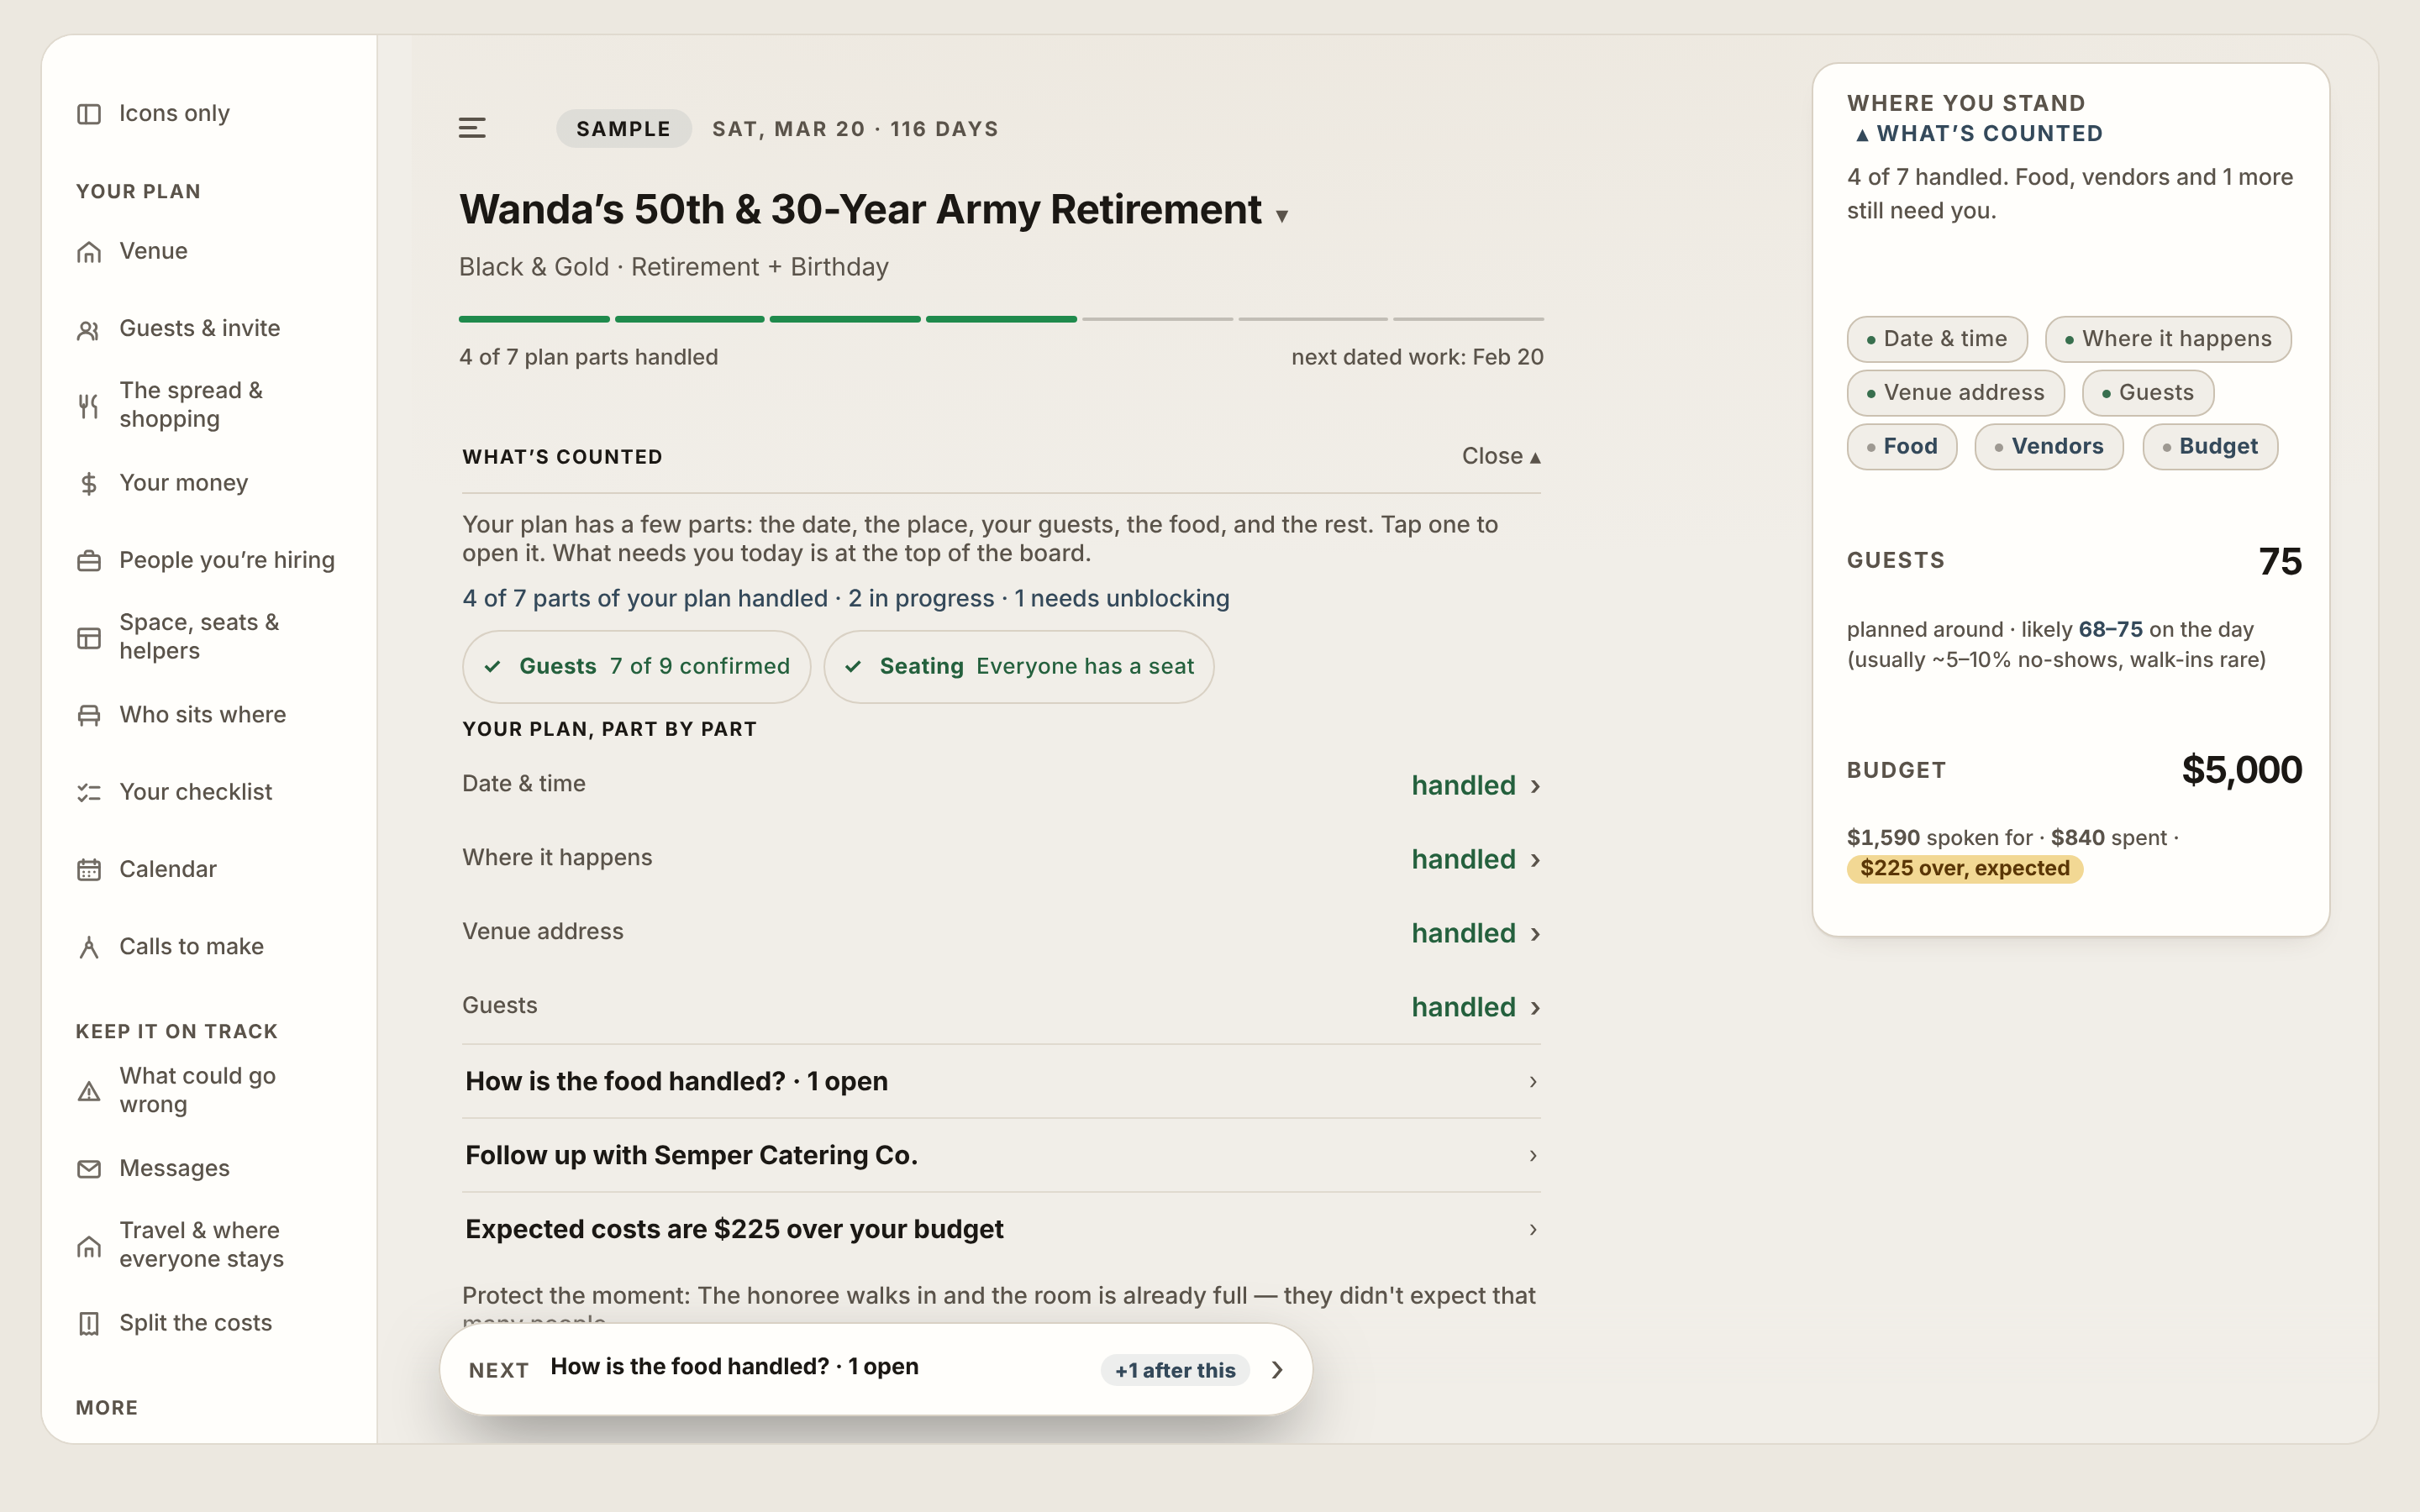 Icons only
YOUR PLAN
Venue
Guests & invite
The spread &
shopping
Your money
People you’re hiring
Space, seats &
helpers
Who sits where
Your checklist
Calendar
Calls to make
KEEP IT ON TRACK
What could go
wrong
Messages
Travel & where
everyone stays
Split the costs
MORE
SAMPLE SAT, MAR 20 · 116 DAYS
Wanda’s 50th & 30-Year Army Retirement ▾
Black & Gold · Retirement + Birthday
4 of 7 plan parts handled next dated work: Feb 20
WHAT’S COUNTED Close ▴
Your plan has a few parts: the date, the place, your guests, the food, and the rest. Tap one to
open it. What needs you today is at the top of the board.
4 of 7 parts of your plan handled · 2 in progress · 1 needs unblocking
✓ Guests 7 of 9 confirmed ✓ Seating Everyone has a seat
YOUR PLAN, PART BY PART
Date & time handled ›
Where it happens handled ›
Venue address handled ›
Guests handled ›
How is the food handled? · 1 open ›
Follow up with Semper Catering Co. ›
Expected costs are $225 over your budget ›
Protect the moment: The honoree walks in and the room is already full — they didn't expect that
many people.
NEXT How is the food handled? · 1 open +1 after this ›
WHERE YOU STAND
▴ WHAT’S COUNTED
4 of 7 handled. Food, vendors and 1 more
still need you.
• Date & time • Where it happens
• Venue address • Guests
• Food • Vendors • Budget
GUESTS 75
planned around · likely 68–75 on the day
(usually ~5–10% no-shows, walk-ins rare)
BUDGET $5,000
$1,590 spoken for · $840 spent ·
$225 over, expected